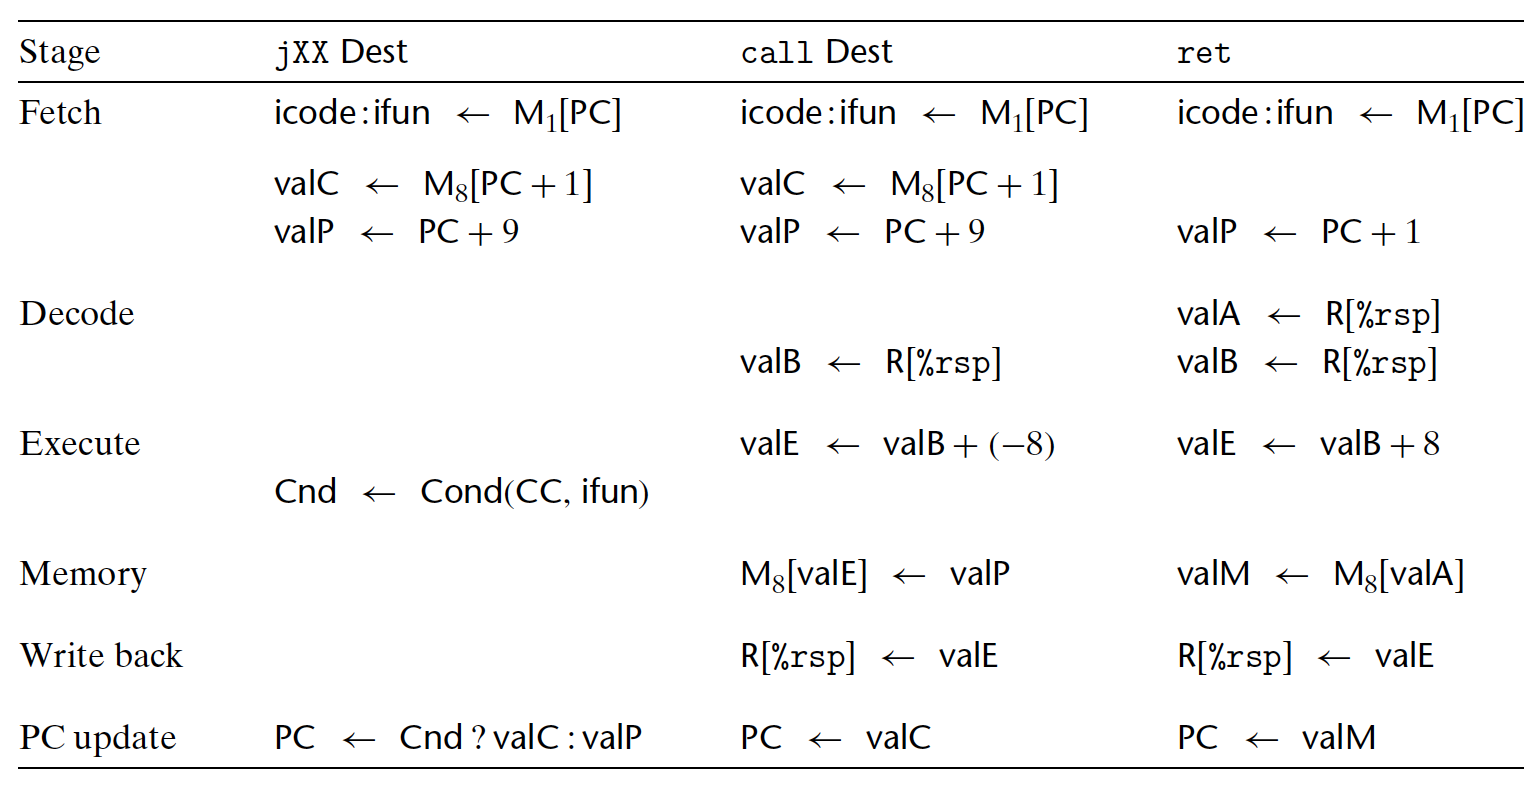 Stage jXX Dest call Dest ret
Fetch icode:ifun ← M₁[PC] icode:ifun ← M₁[PC] icode:ifun ← M₁[PC]
valC ← M₈[PC + 1] valC ← M₈[PC + 1]
valP ← PC + 9 valP ← PC + 9 valP ← PC + 1
Decode valA ← R[%rsp]
valB ← R[%rsp] valB ← R[%rsp]
Execute valE ← valB + (−8) valE ← valB + 8
Cnd ← Cond(CC, ifun)
Memory M₈[valE] ← valP valM ← M₈[valA]
Write back R[%rsp] ← valE R[%rsp] ← valE
PC update PC ← Cnd ? valC : valP PC ← valC PC ← valM